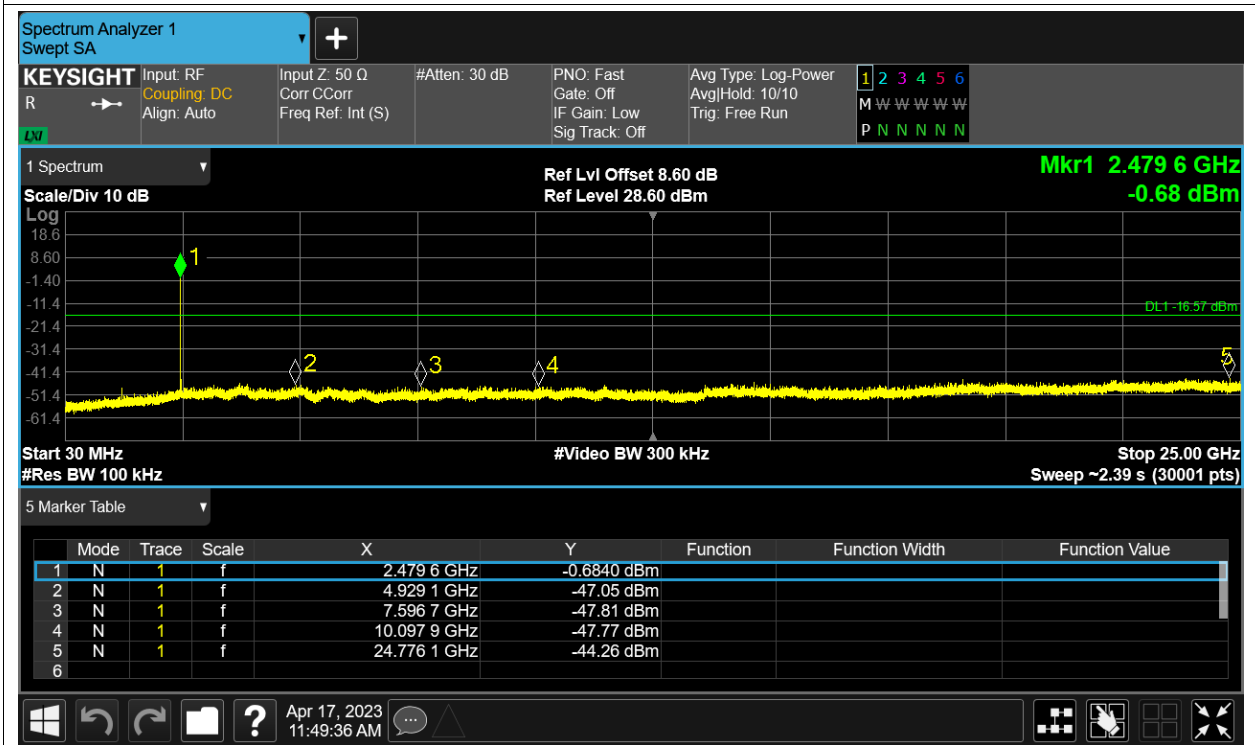 Spectrum Analyzer 1
Swept SA
KEYSIGHT
R
LXI
Input: RF
Coupling: DC
Align: Auto
Input Z: 50 Ω
Corr CCorr
Freq Ref: Int (S)
#Atten: 30 dB
PNO: Fast
Gate: Off
IF Gain: Low
Sig Track: Off
Avg Type: Log-Power
Avg|Hold: 10/10
Trig: Free Run
1 2 3 4 5 6
M W W W W W
P N N N N N
1 Spectrum
Scale/Div 10 dB
Ref Lvl Offset 8.60 dB
Ref Level 28.60 dBm
Mkr1 2.479 6 GHz
-0.68 dBm
Log
18.6
8.60
-1.40
-11.4
-21.4
-31.4
-41.4
-51.4
-61.4
1
2
3
4
5
DL1 -16.57 dBm
Start 30 MHz
#Res BW 100 kHz
#Video BW 300 kHz
Stop 25.00 GHz
Sweep ~2.39 s (30001 pts)
5 Marker Table
Mode Trace Scale X Y Function Function Width Function Value
1 N 1 f 2.479 6 GHz -0.6840 dBm
2 N 1 f 4.929 1 GHz -47.05 dBm
3 N 1 f 7.596 7 GHz -47.81 dBm
4 N 1 f 10.097 9 GHz -47.77 dBm
5 N 1 f 24.776 1 GHz -44.26 dBm
6
?
Apr 17, 2023
11:49:36 AM